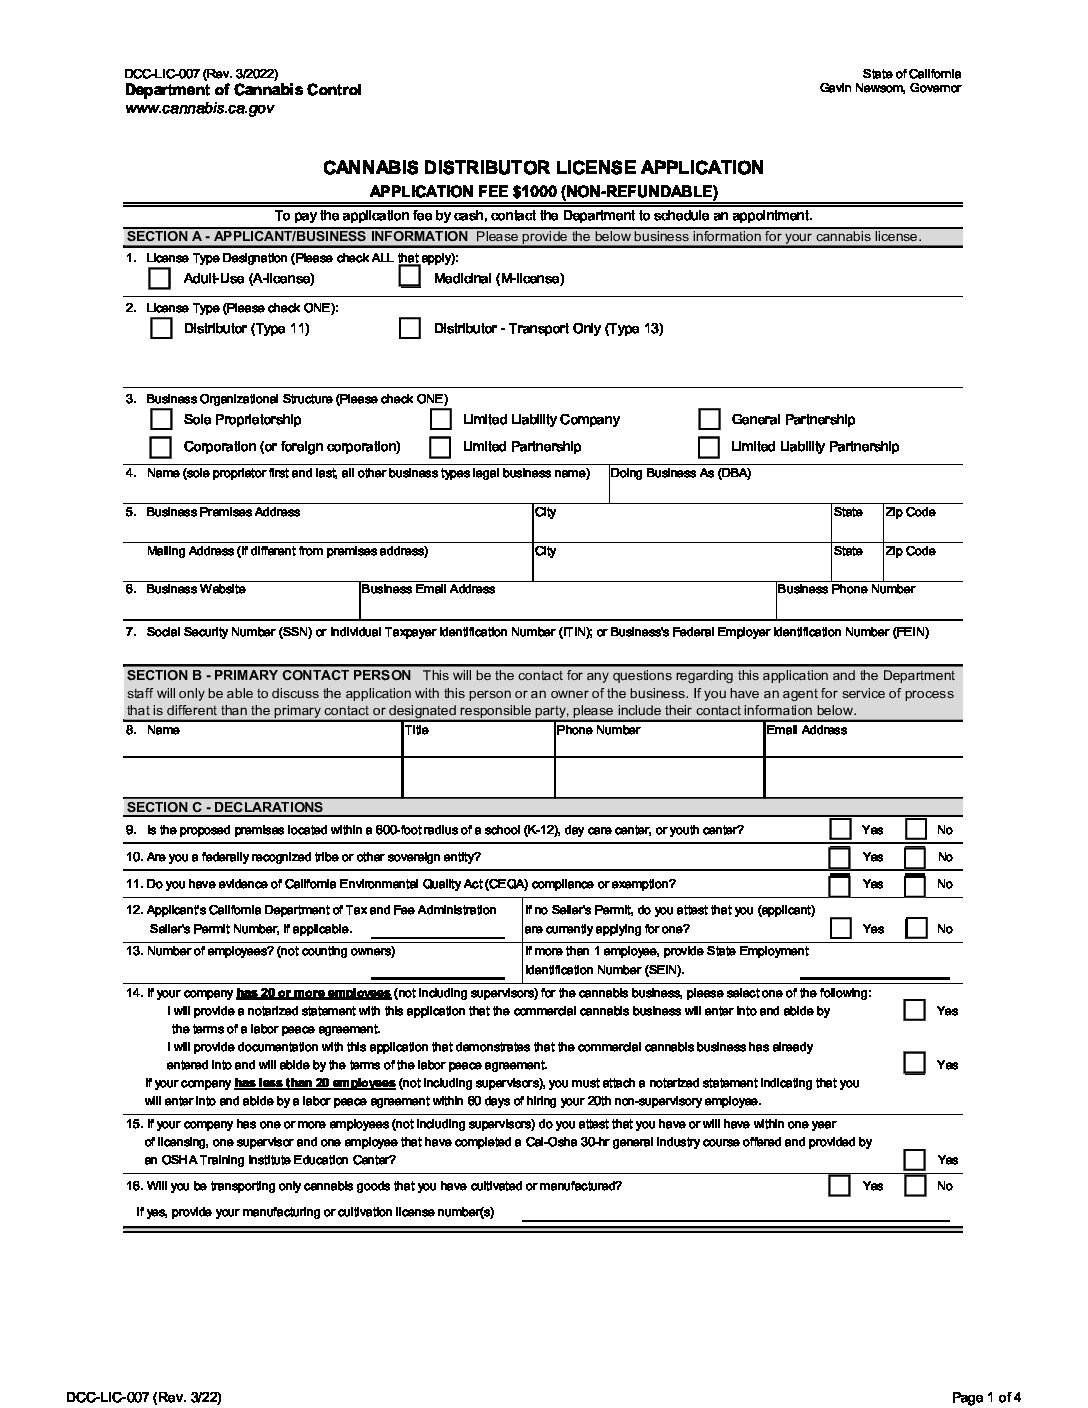 DCC-LIC-007 (Rev. 3/2022)
State of California
Department of Cannabis Control
Gavin Newsom, Governor
www.cannabis.ca.gov
CANNABIS DISTRIBUTOR LICENSE APPLICATION
APPLICATION FEE $1000 (NON-REFUNDABLE)
To pay the application fee by cash, contact the Department to schedule an appointment.
SECTION A - APPLICANT/BUSINESS INFORMATION Please provide the below business information for your cannabis license.
1. License Type Designation (Please check ALL that apply):
Adult-Use (A-license) Medicinal (M-license)
2. License Type (Please check ONE):
Distributor (Type 11) Distributor - Transport Only (Type 13)
3. Business Organizational Structure (Please check ONE)
Sole Proprietorship Limited Liability Company General Partnership
Corporation (or foreign corporation) Limited Partnership Limited Liability Partnership
4. Name (sole proprietor first and last, all other business types legal business name) Doing Business As (DBA)
5. Business Premises Address City State Zip Code
Mailing Address (if different from premises address) City State Zip Code
6. Business Website Business Email Address Business Phone Number
7. Social Security Number (SSN) or Individual Taxpayer Identification Number (ITIN); or Business's Federal Employer Identification Number (FEIN)
SECTION B - PRIMARY CONTACT PERSON This will be the contact for any questions regarding this application and the Department
staff will only be able to discuss the application with this person or an owner of the business. If you have an agent for service of process
that is different than the primary contact or designated responsible party, please include their contact information below.
8. Name Title Phone Number Email Address
SECTION C - DECLARATIONS
9. Is the proposed premises located within a 600-foot radius of a school (K-12), day care center, or youth center? Yes No
10. Are you a federally recognized tribe or other sovereign entity? Yes No
11. Do you have evidence of California Environmental Quality Act (CEQA) compliance or exemption? Yes No
12. Applicant's California Department of Tax and Fee Administration
Seller's Permit Number, if applicable.
If no Seller's Permit, do you attest that you (applicant)
are currently applying for one? Yes No
13. Number of employees? (not counting owners)
If more than 1 employee, provide State Employment
Identification Number (SEIN).
14. If your company has 20 or more employees (not including supervisors) for the cannabis business, please select one of the following:
I will provide a notarized statement with this application that the commercial cannabis business will enter into and abide by Yes
the terms of a labor peace agreement.
I will provide documentation with this application that demonstrates that the commercial cannabis business has already
entered into and will abide by the terms of the labor peace agreement. Yes
If your company has less than 20 employees (not including supervisors), you must attach a notarized statement indicating that you
will enter into and abide by a labor peace agreement within 60 days of hiring your 20th non-supervisory employee.
15. If your company has one or more employees (not including supervisors) do you attest that you have or will have within one year
of licensing, one supervisor and one employee that have completed a Cal-Osha 30-hr general industry course offered and provided by
an OSHA Training Institute Education Center? Yes
16. Will you be transporting only cannabis goods that you have cultivated or manufactured? Yes No
If yes, provide your manufacturing or cultivation license number(s)
DCC-LIC-007 (Rev. 3/22)
Page 1 of 4